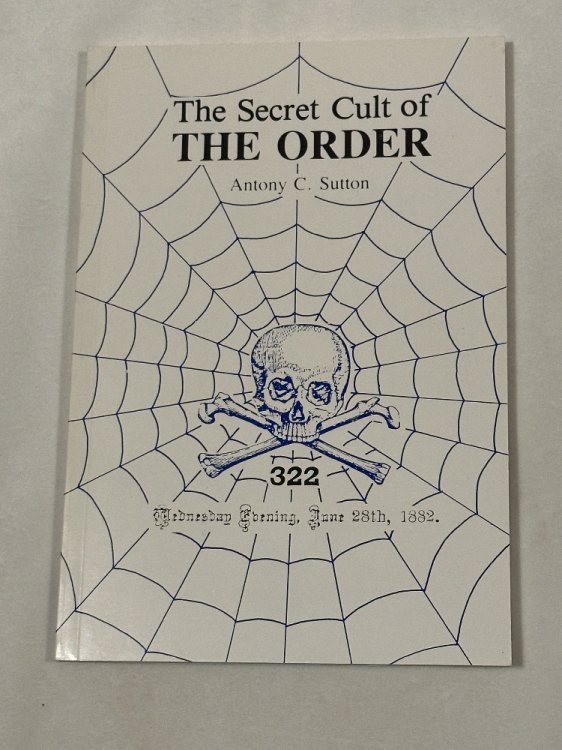 The Secret Cult of
THE ORDER
Antony C. Sutton
322
Wednesday Evening, June 28th, 1882.